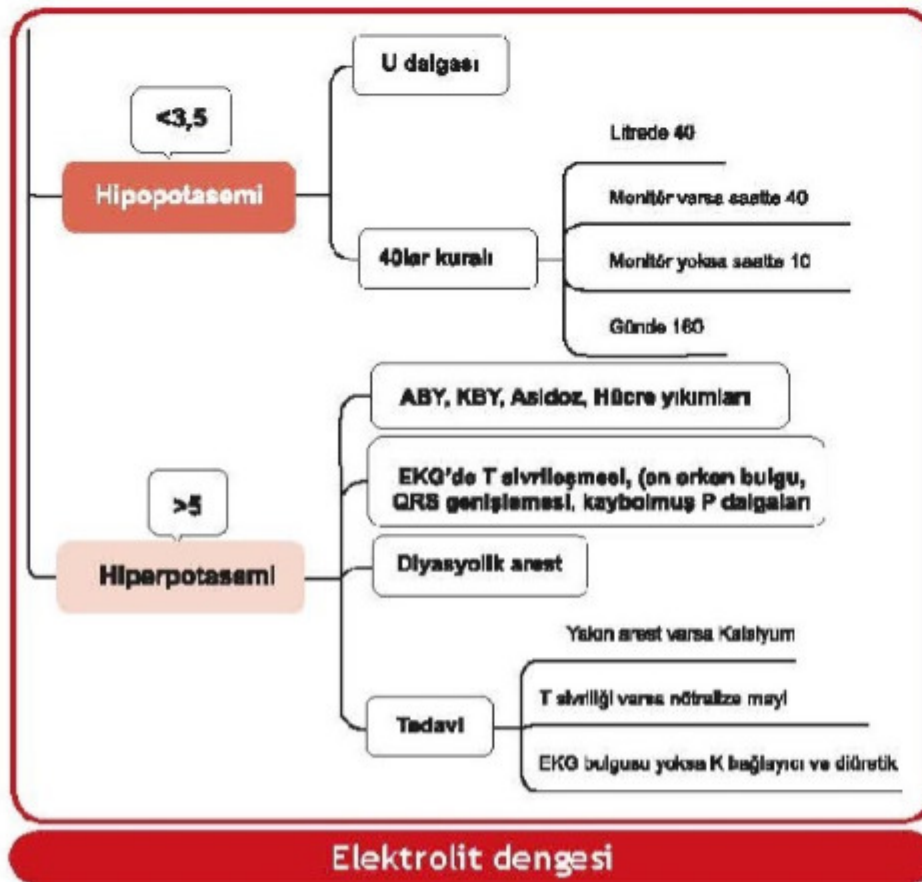 <3,5
Hipopotasemi
U dalgası
40lar kuralı
Litrede 40
Monitör varsa saatte 40
Monitör yoksa saatte 10
Günde 160
>5
Hiperpotasemi
ABY, KBY, Asidoz, Hücre yıkımları
EKG'de T sivrileşmesi, (en erken bulgu,
QRS genişlemesi, kaybolmuş P dalgaları
Diyasyolik arest
Tedavi
Yakın arest varsa Kalsiyum
T sivriliği varsa nötralize mayi
EKG bulgusu yoksa K bağlayıcı ve diüretik
Elektrolit dengesi